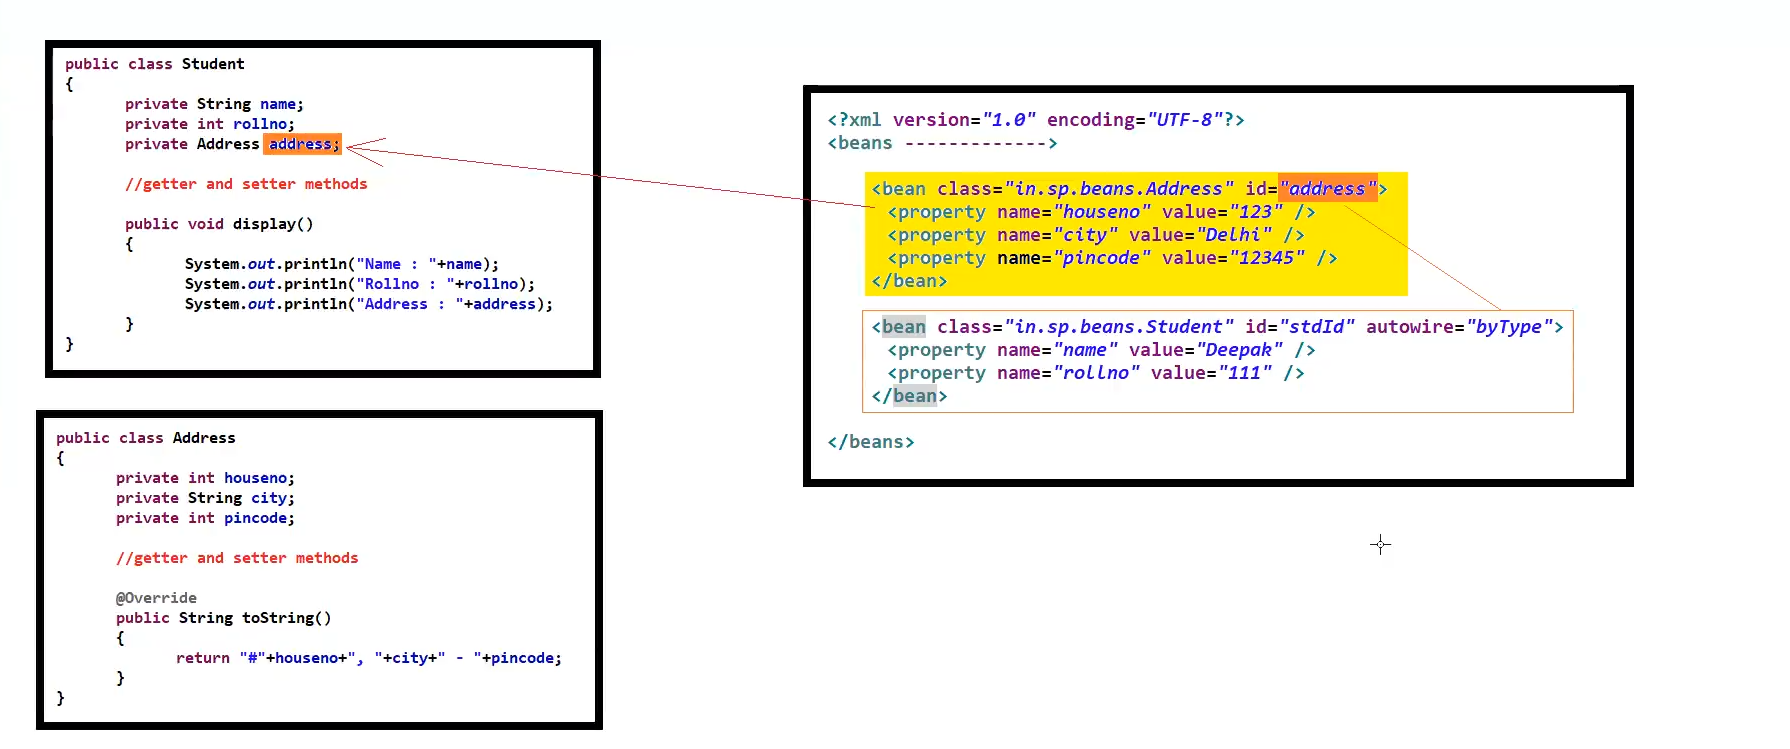 public class Student
{
private String name;
private int rollno;
private Address address;
//getter and setter methods
public void display()
{
System.out.println("Name : "+name);
System.out.println("Rollno : "+rollno);
System.out.println("Address : "+address);
}
}
public class Address
{
private int houseno;
private String city;
private int pincode;
//getter and setter methods
@Override
public String toString()
{
return "#"+houseno+", "+city+" - "+pincode;
}
}
<?xml version="1.0" encoding="UTF-8"?>
<beans ------------->
<bean class="in.sp.beans.Address" id="address">
<property name="houseno" value="123" />
<property name="city" value="Delhi" />
<property name="pincode" value="12345" />
</bean>
<bean class="in.sp.beans.Student" id="stdId" autowire="byType">
<property name="name" value="Deepak" />
<property name="rollno" value="111" />
</bean>
</beans>